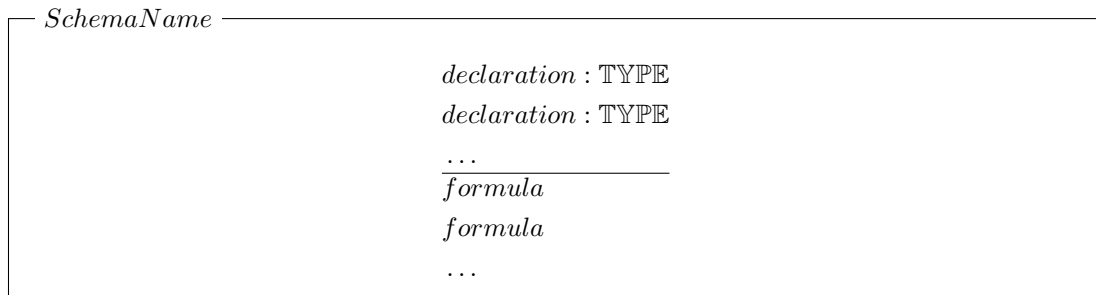 SchemaName
declaration : 𝕋𝕐ℙ𝔼
declaration : 𝕋𝕐ℙ𝔼
...
formula
formula
...